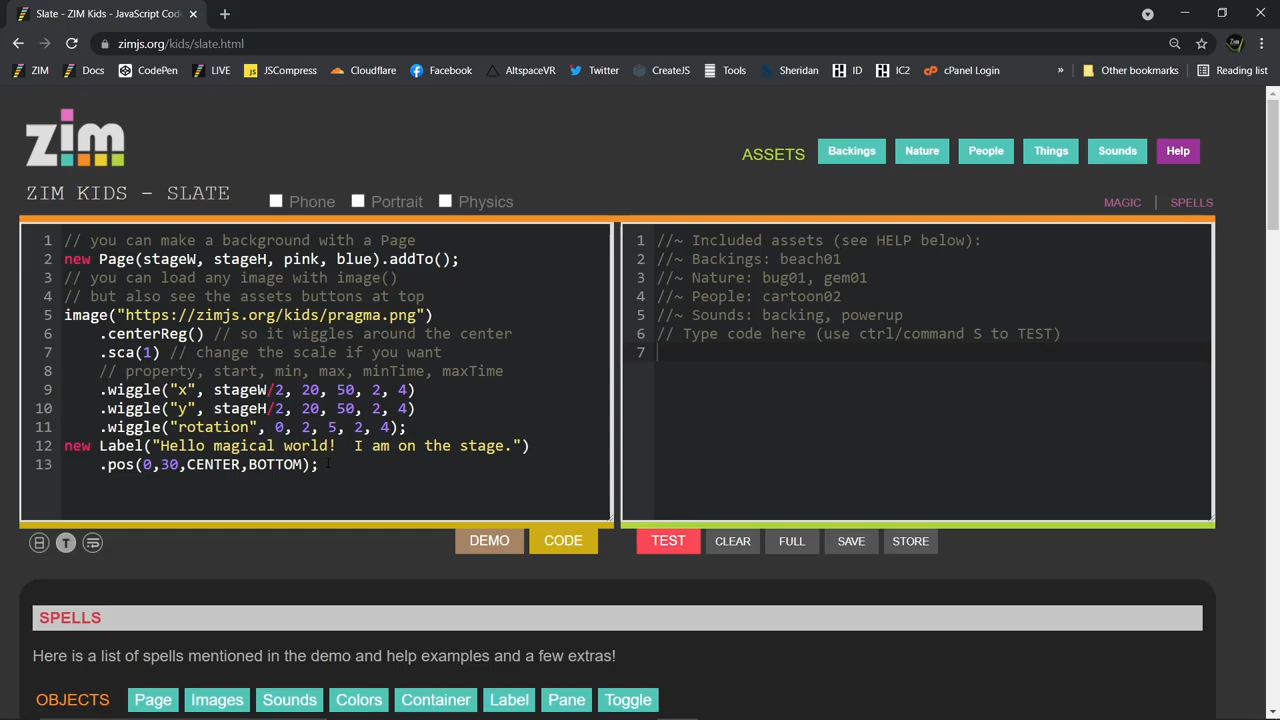 Slate - ZIM Kids - JavaScript Cod
zimjs.org/kids/slate.html
ZIM Docs CodePen LIVE JSCompress Cloudflare Facebook AltspaceVR Twitter CreateJS Tools Sheridan ID IC2 cPanel Login » Other bookmarks Reading list
zim
ASSETS Backings Nature People Things Sounds Help
ZIM KIDS - SLATE Phone Portrait Physics MAGIC | SPELLS
1 // you can make a background with a Page
2 new Page(stageW, stageH, pink, blue).addTo();
3 // you can load any image with image()
4 // but also see the assets buttons at top
5 image("https://zimjs.org/kids/pragma.png")
6 .centerReg() // so it wiggles around the center
7 .sca(1) // change the scale if you want
8 // property, start, min, max, minTime, maxTime
9 .wiggle("x", stageW/2, 20, 50, 2, 4)
10 .wiggle("y", stageH/2, 20, 50, 2, 4)
11 .wiggle("rotation", 0, 2, 5, 2, 4);
12 new Label("Hello magical world!  I am on the stage.")
13 .pos(0,30,CENTER,BOTTOM);
1 //~ Included assets (see HELP below):
2 //~ Backings: beach01
3 //~ Nature: bug01, gem01
4 //~ People: cartoon02
5 //~ Sounds: backing, powerup
6 // Type code here (use ctrl/command S to TEST)
7
T DEMO CODE TEST CLEAR FULL SAVE STORE
SPELLS
Here is a list of spells mentioned in the demo and help examples and a few extras!
OBJECTS Page Images Sounds Colors Container Label Pane Toggle